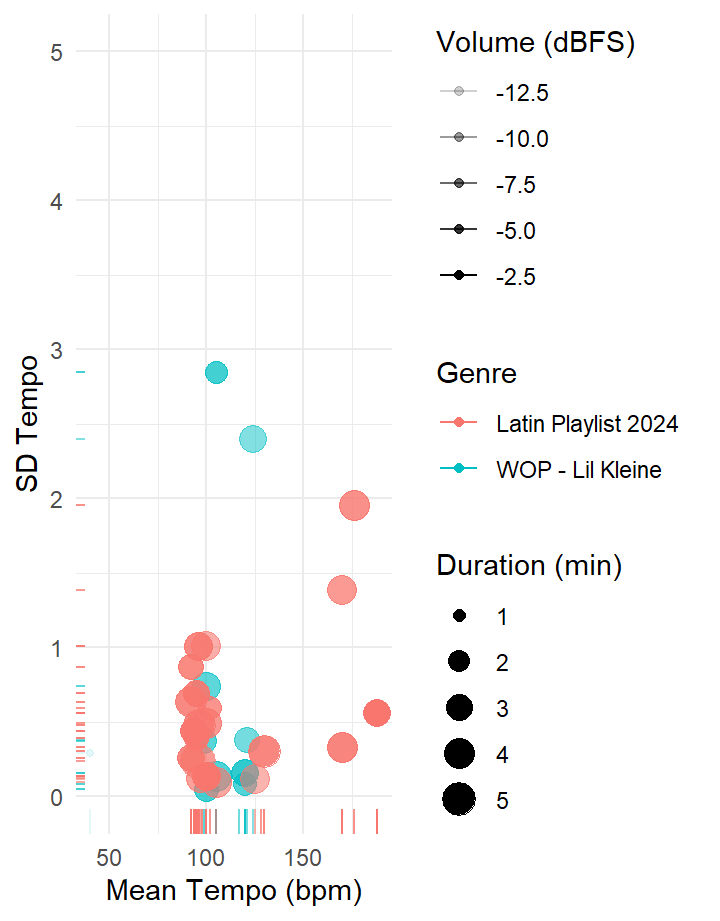 Volume (dBFS)
-12.5
-10.0
-7.5
-5.0
-2.5
Genre
Latin Playlist 2024
WOP - Lil Kleine
Duration (min)
1
2
3
4
5
SD Tempo
5
4
3
2
1
0
50 100 150
Mean Tempo (bpm)